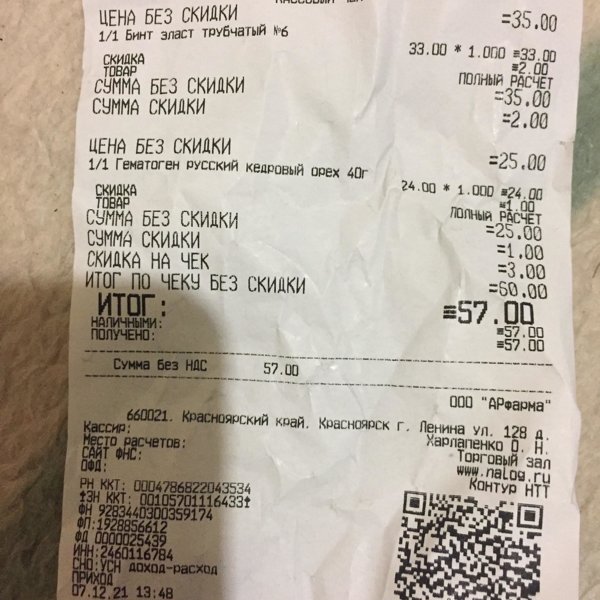 ЦЕНА БЕЗ СКИДКИ =35.00
1/1 Бинт эласт трубчатый №6
33.00 * 1.000 =33.00
СКИДКА =2.00
ТОВАР ПОЛНЫЙ РАСЧЕТ
СУММА БЕЗ СКИДКИ =35.00
СУММА СКИДКИ =2.00
ЦЕНА БЕЗ СКИДКИ =25.00
1/1 Гематоген русский кедровый орех 40г
24.00 * 1.000 =24.00
СКИДКА =1.00
ТОВАР ПОЛНЫЙ РАСЧЕТ
СУММА БЕЗ СКИДКИ =25.00
СУММА СКИДКИ =1.00
СКИДКА НА ЧЕК =3.00
ИТОГ ПО ЧЕКУ БЕЗ СКИДКИ =60.00
ИТОГ: =57.00
НАЛИЧНЫМИ: =57.00
ПОЛУЧЕНО: =57.00
Сумма без НДС 57.00
ООО "АРфарма"
660021, Красноярский край, Красноярск г, Ленина ул, 128 д.
Кассир: Харлапенко О. Н.
Место расчетов: Торговый зал
САЙТ ФНС: www.nalog.ru
ОФД: Контур НТТ
РН ККТ: 0004786822043534
ЗН ККТ: 00105701116433
ФН 9283440300359174
ФП:1928856612
ФД 0000025439
ИНН:2460116784
СНО:УСН доход-расход
ПРИХОД
07.12.21 13:48